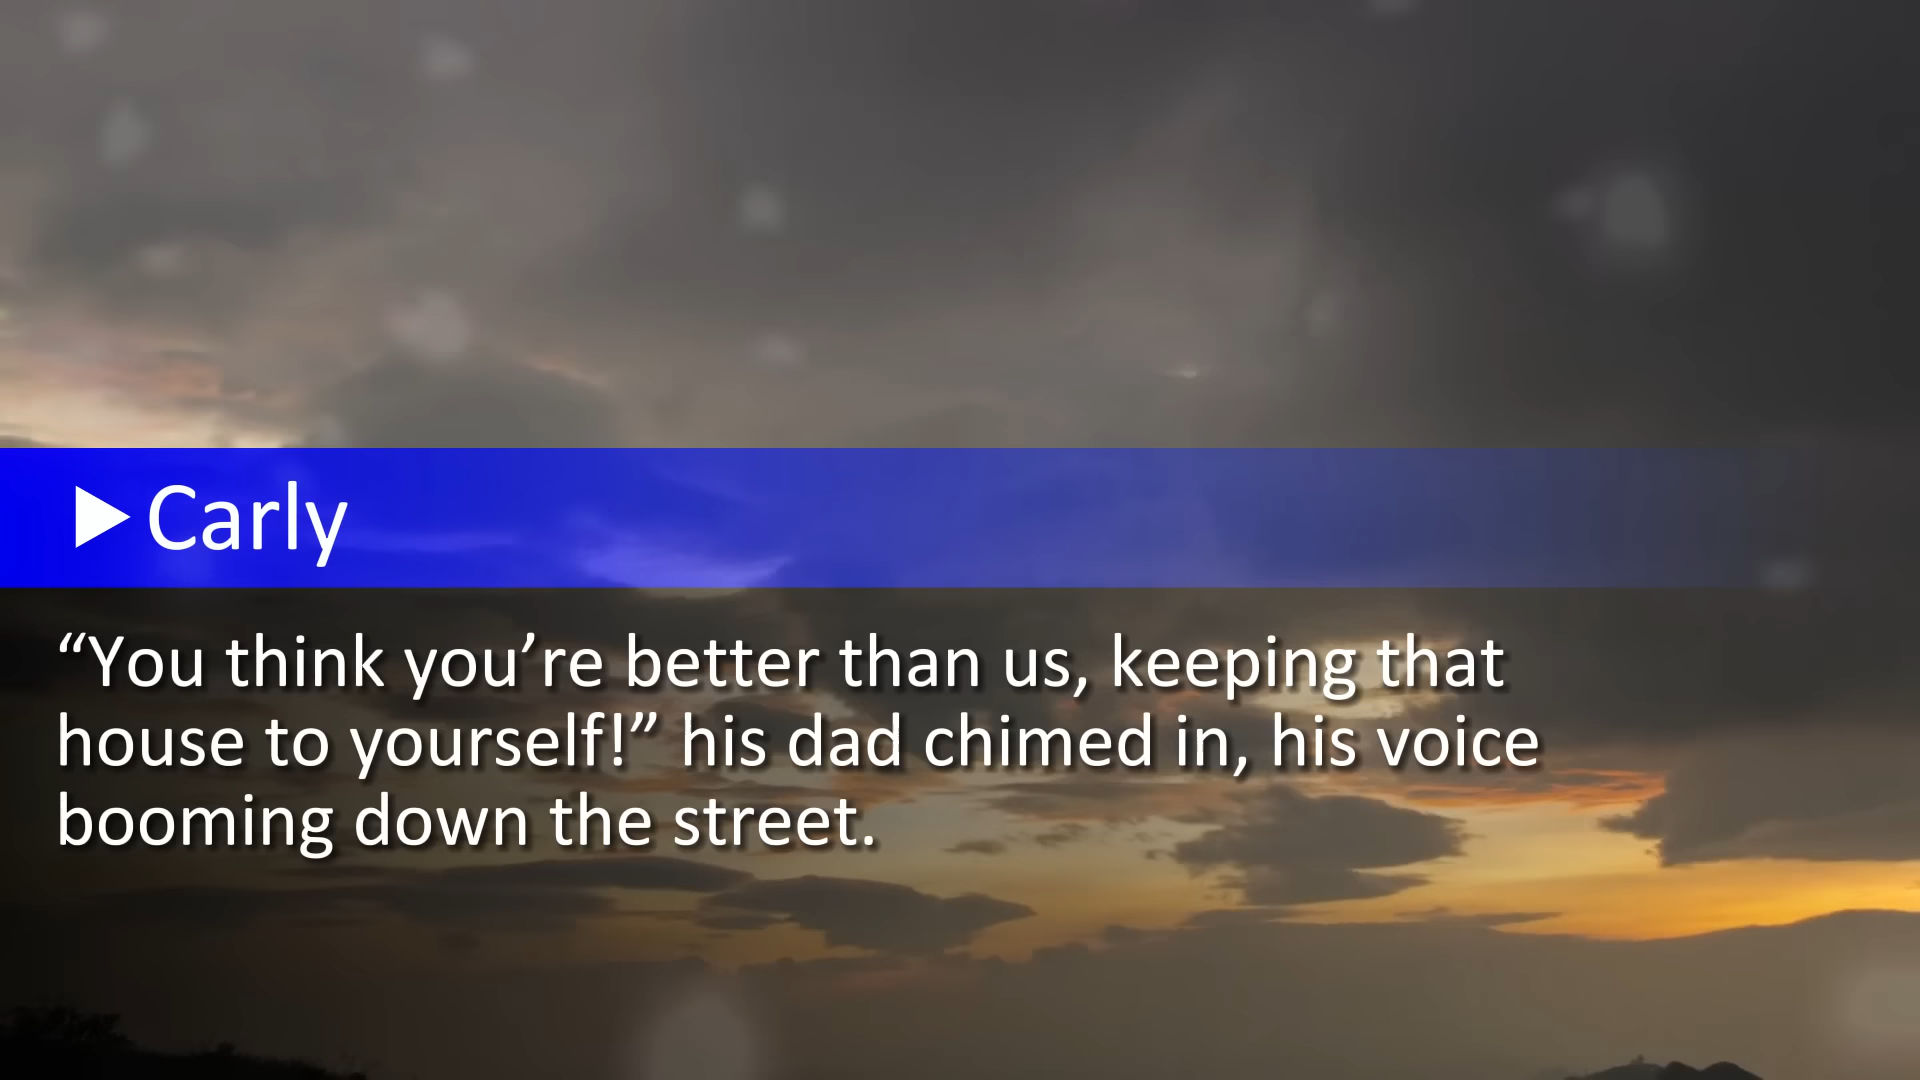 Carly
“You think you’re better than us, keeping that
house to yourself!” his dad chimed in, his voice
booming down the street.